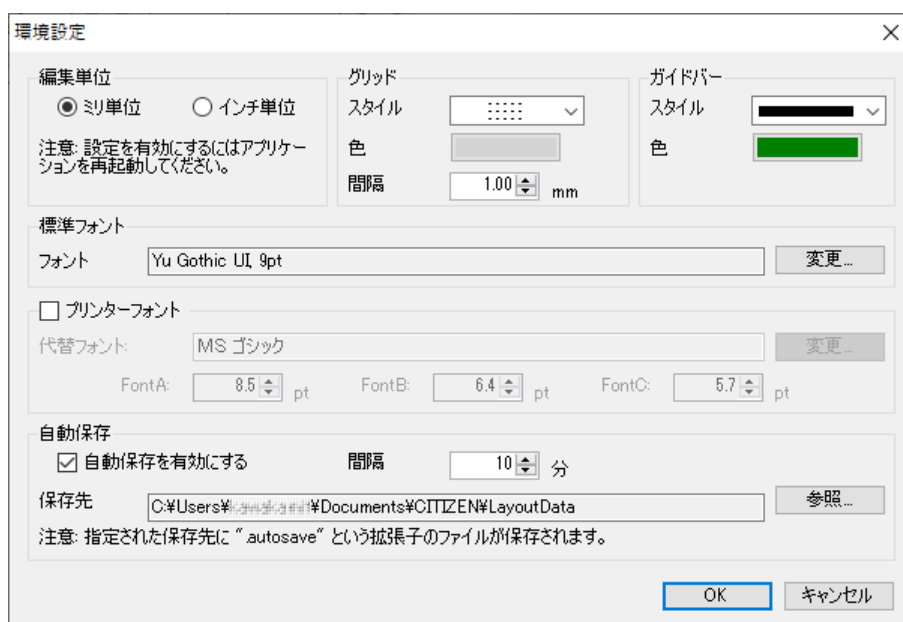 環境設定
編集単位
ミリ単位 インチ単位
注意: 設定を有効にするにはアプリケー
ションを再起動してください。
グリッド
スタイル
色
間隔 1.00 mm
ガイドバー
スタイル
色
標準フォント
フォント Yu Gothic UI, 9pt 変更...
プリンターフォント
代替フォント: MS ゴシック 変更...
FontA: 8.5 pt FontB: 6.4 pt FontC: 5.7 pt
自動保存
自動保存を有効にする 間隔 10 分
保存先 C:¥Users¥ ¥Documents¥CITIZEN¥LayoutData 参照...
注意: 指定された保存先に ".autosave" という拡張子のファイルが保存されます。
OK キャンセル